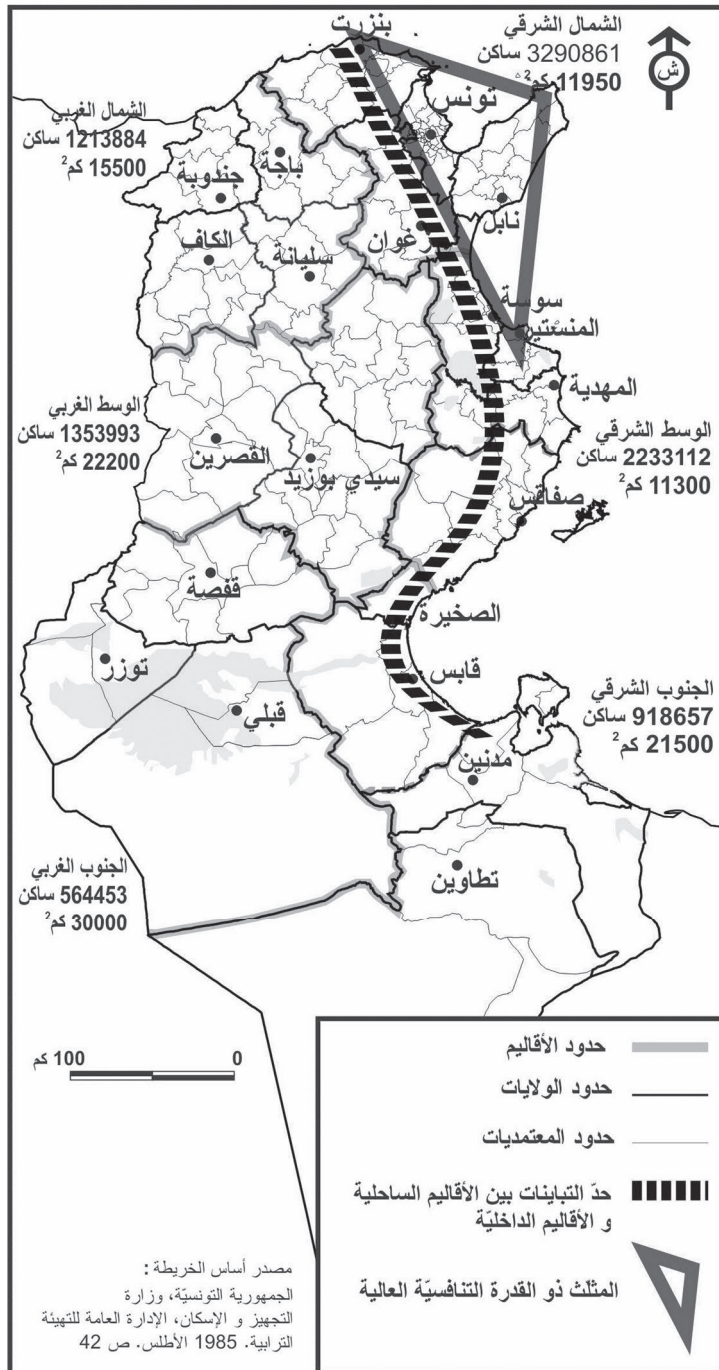 الشمال الشرقي
3290861 ساكن
11950 كم²
ش
بنزرت
تونس
الشمال الغربي
1213884 ساكن
15500 كم²
باجة
جندوبة
نابل
زغوان
الكاف
سليانة
سوسة
المنستير
المهدية
الوسط الغربي
1353993 ساكن
22200 كم²
الوسط الشرقي
2233112 ساكن
11300 كم²
القصرين
سيدي بوزيد
صفاقس
قفصة
الصخيرة
توزر
قابس
قبلي
الجنوب الشرقي
918657 ساكن
21500 كم²
مدنين
الجنوب الغربي
564453 ساكن
30000 كم²
تطاوين
100 كم
0
حدود الأقاليم
حدود الولايات
حدود المعتمديات
حدّ التباينات بين الأقاليم الساحلية
و الأقاليم الداخليّة
المثلّث ذو القدرة التنافسيّة العالية
مصدر أساس الخريطة :
الجمهورية التونسيّة، وزارة
التجهيز و الإسكان، الإدارة العامة للتهيئة
الترابية. 1985 الأطلس. ص 42